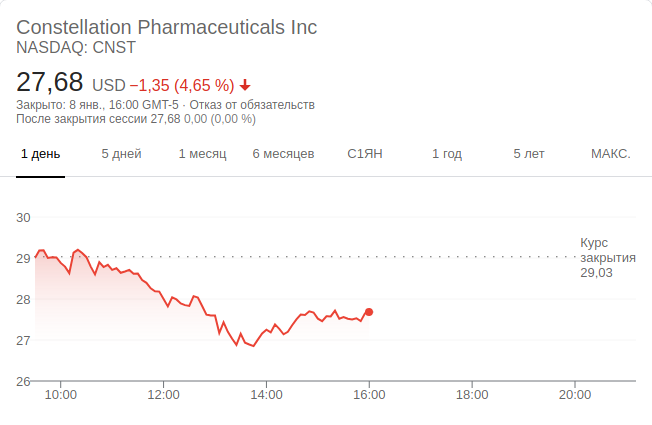 Constellation Pharmaceuticals Inc
NASDAQ: CNST
27,68 USD −1,35 (4,65 %)
Закрыто: 8 янв., 16:00 GMT-5 · Отказ от обязательств
После закрытия сессии 27,68 0,00 (0,00 %)
1 день 5 дней 1 месяц 6 месяцев С1ЯН 1 год 5 лет МАКС.
30
29
28
27
26
Курс
закрытия
29,03
10:00 12:00 14:00 16:00 18:00 20:00